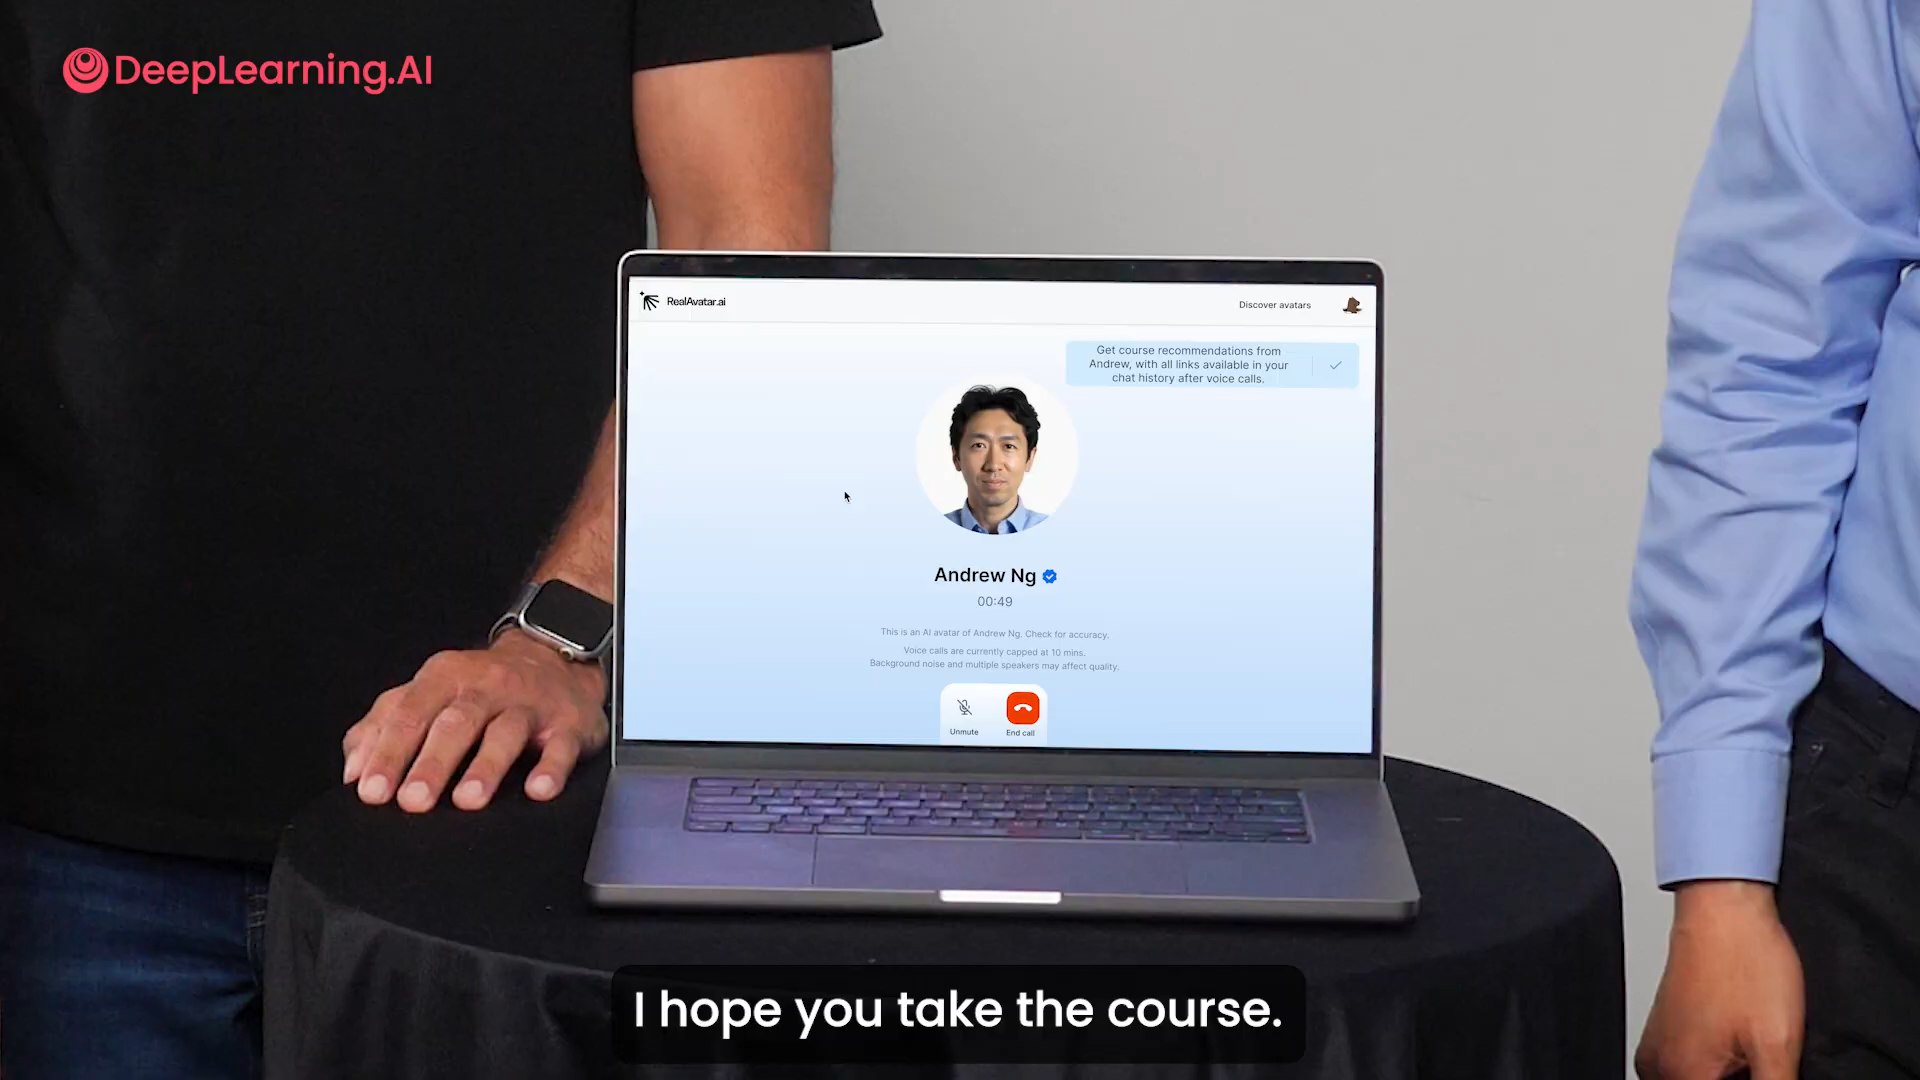 DeepLearning.AI
RealAvatar.ai
Discover avatars
Get course recommendations from
Andrew, with all links available in your
chat history after voice calls.
Andrew Ng
00:49
This is an AI avatar of Andrew Ng. Check for accuracy.
Voice calls are currently capped at 10 mins.
Background noise and multiple speakers may affect quality.
Unmute
End call
I hope you take the course.